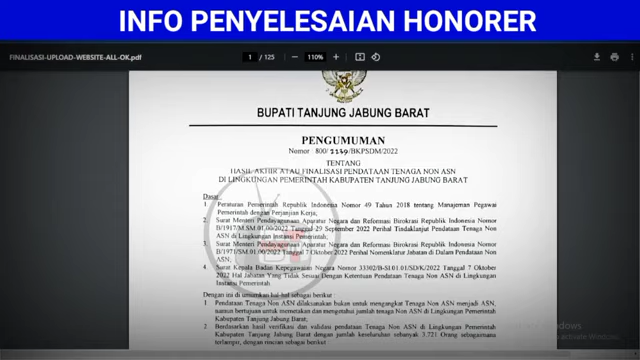 INFO PENYELESAIAN HONORER
FINALISASI-UPLOAD-WEBSITE-ALL-OK.pdf
1 / 125
110%
BUPATI TANJUNG JABUNG BARAT
PENGUMUMAN
Nomor : 800/2249/BKPSDM/2022
TENTANG
HASIL AKHIR ATAU FINALISASI PENDATAAN TENAGA NON ASN
DI LINGKUNGAN PEMERINTAH KABUPATEN TANJUNG JABUNG BARAT
Dasar :
1. Peraturan Pemerintah Republik Indonesia Nomor 49 Tahun 2018 tentang Manajemen Pegawai
Pemerintah dengan Perjanjian Kerja;
2. Surat Menteri Pendayagunaan Aparatur Negara dan Reformasi Birokrasi Republik Indonesia Nomor
B/1917/M.SM.01.00/2022 Tanggal 29 September 2022 Perihal Tindaklanjut Pendataan Tenaga Non
ASN di Lingkungan Instansi Pemerintah;
3. Surat Menteri Pendayagunaan Aparatur Negara dan Reformasi Birokrasi Republik Indonesia Nomor
B/1971/SM.01.00/2022 Tanggal 7 Oktober 2022 Perihal Nomenklatur Jabatan di Dalam Pendataan Non
ASN;
4. Surat Kepala Badan Kepegawaian Negara Nomor 33302/B-SI.01.01/SD/K/2022 Tanggal 7 Oktober
2022 Hal Jabatan Yang Tidak Sesuai Dengan Ketentuan Pendataan Tenaga Non ASN di Lingkungan
Instansi Pemerintah.
Dengan ini di umumkan hal-hal sebagai berikut :
1. Pendataan Tenaga Non ASN dilaksanakan bukan untuk mengangkat Tenaga Non ASN menjadi ASN,
namun bertujuan untuk memetakan dan mengetahui jumlah tenaga Non ASN di Lingkungan Pemerintah
Kabupaten Tanjung Jabung Barat;
2. Berdasarkan hasil verifikasi dan validasi pendataan Tenaga Non ASN di Lingkungan Pemerintah
Kabupaten Tanjung Jabung Barat dengan jumlah keseluruhan sebanyak 3.721 Orang sebagaimana
terlampir, dengan rincian sebagai berikut